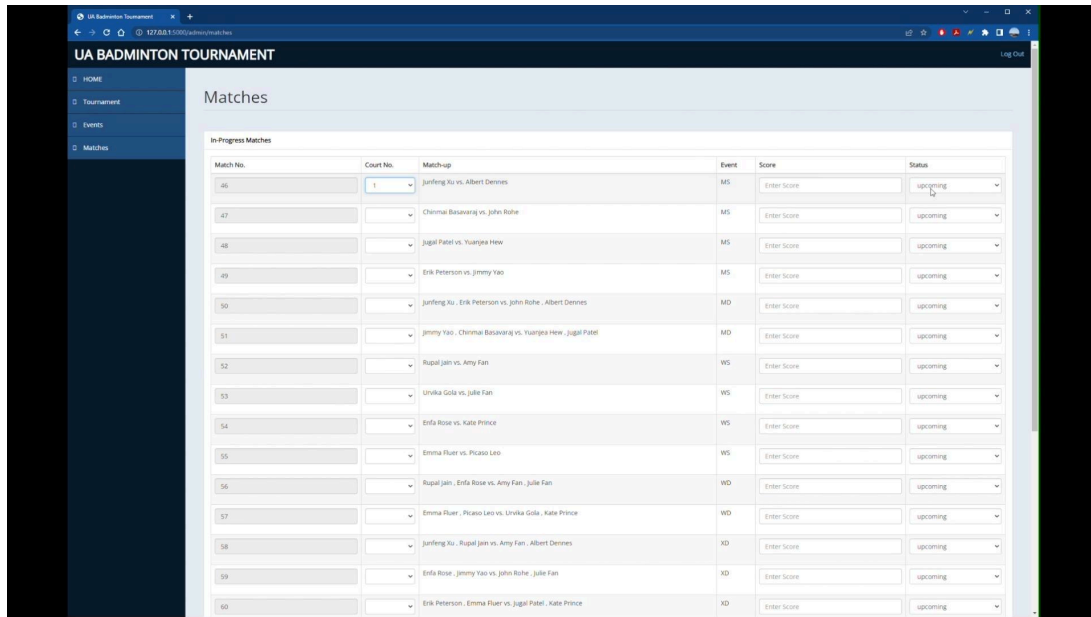 UA Badminton Tournament
127.0.0.1:5000/admin/matches
UA BADMINTON TOURNAMENT
Log Out
HOME
Tournament
Events
Matches
Matches
In-Progress Matches
Match No. Court No. Match-up Event Score Status
46 1 Junfeng Xu vs. Albert Dennes MS Enter Score upcoming
47 Chinmai Basavaraj vs. John Rohe MS Enter Score upcoming
48 Jugal Patel vs. Yuanjea Hew MS Enter Score upcoming
49 Erik Peterson vs. Jimmy Yao MS Enter Score upcoming
50 Junfeng Xu , Erik Peterson vs. John Rohe , Albert Dennes MD Enter Score upcoming
51 Jimmy Yao , Chinmai Basavaraj vs. Yuanjea Hew , Jugal Patel MD Enter Score upcoming
52 Rupal Jain vs. Amy Fan WS Enter Score upcoming
53 Urvika Gola vs. Julie Fan WS Enter Score upcoming
54 Enfa Rose vs. Kate Prince WS Enter Score upcoming
55 Emma Fluer vs. Picaso Leo WS Enter Score upcoming
56 Rupal Jain , Enfa Rose vs. Amy Fan , Julie Fan WD Enter Score upcoming
57 Emma Fluer , Picaso Leo vs. Urvika Gola , Kate Prince WD Enter Score upcoming
58 Junfeng Xu , Rupal Jain vs. Amy Fan , Albert Dennes XD Enter Score upcoming
59 Enfa Rose , Jimmy Yao vs. John Rohe , Julie Fan XD Enter Score upcoming
60 Erik Peterson , Emma Fluer vs. Jugal Patel , Kate Prince XD Enter Score upcoming